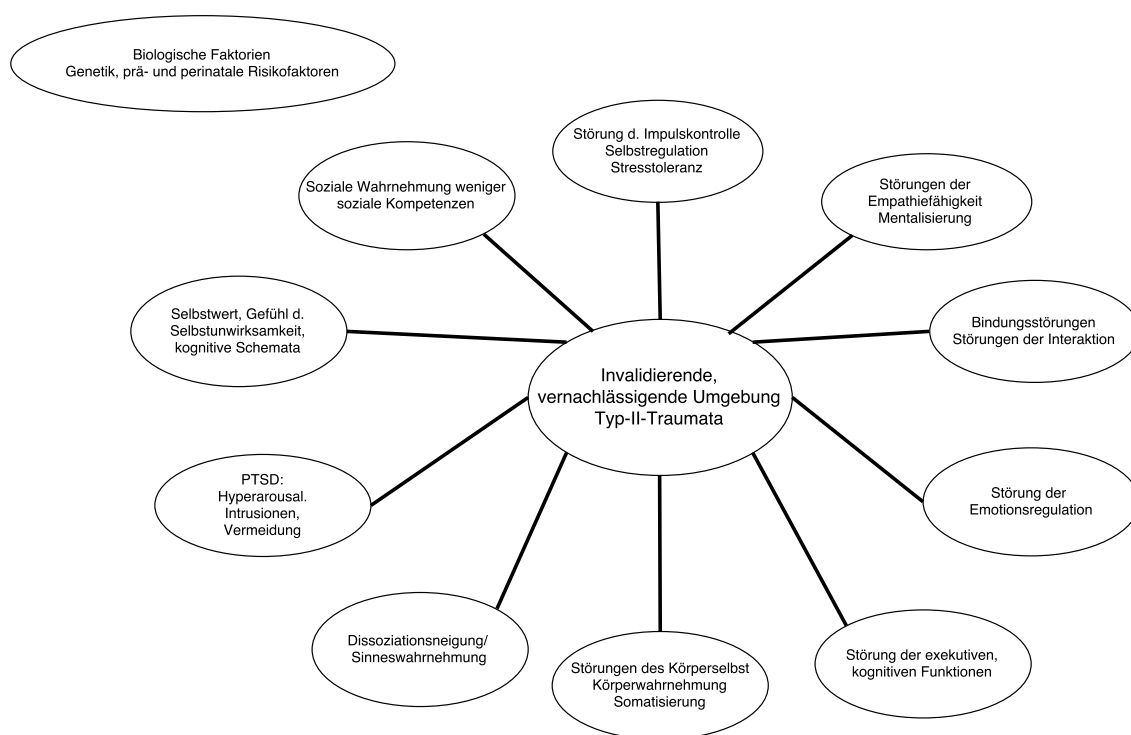 Biologische Faktorien
Genetik, prä- und perinatale Risikofaktoren
Störung d. Impulskontrolle
Selbstregulation
Stresstoleranz
Soziale Wahrnehmung weniger
soziale Kompetenzen
Störungen der
Empathiefähigkeit
Mentalisierung
Selbstwert, Gefühl d.
Selbstunwirksamkeit,
kognitive Schemata
Bindungsstörungen
Störungen der Interaktion
Invalidierende,
vernachlässigende Umgebung
Typ-II-Traumata
PTSD:
Hyperarousal.
Intrusionen,
Vermeidung
Störung der
Emotionsregulation
Dissoziationsneigung/
Sinneswahrnehmung
Störungen des Körperselbst
Körperwahrnehmung
Somatisierung
Störung der exekutiven,
kognitiven Funktionen